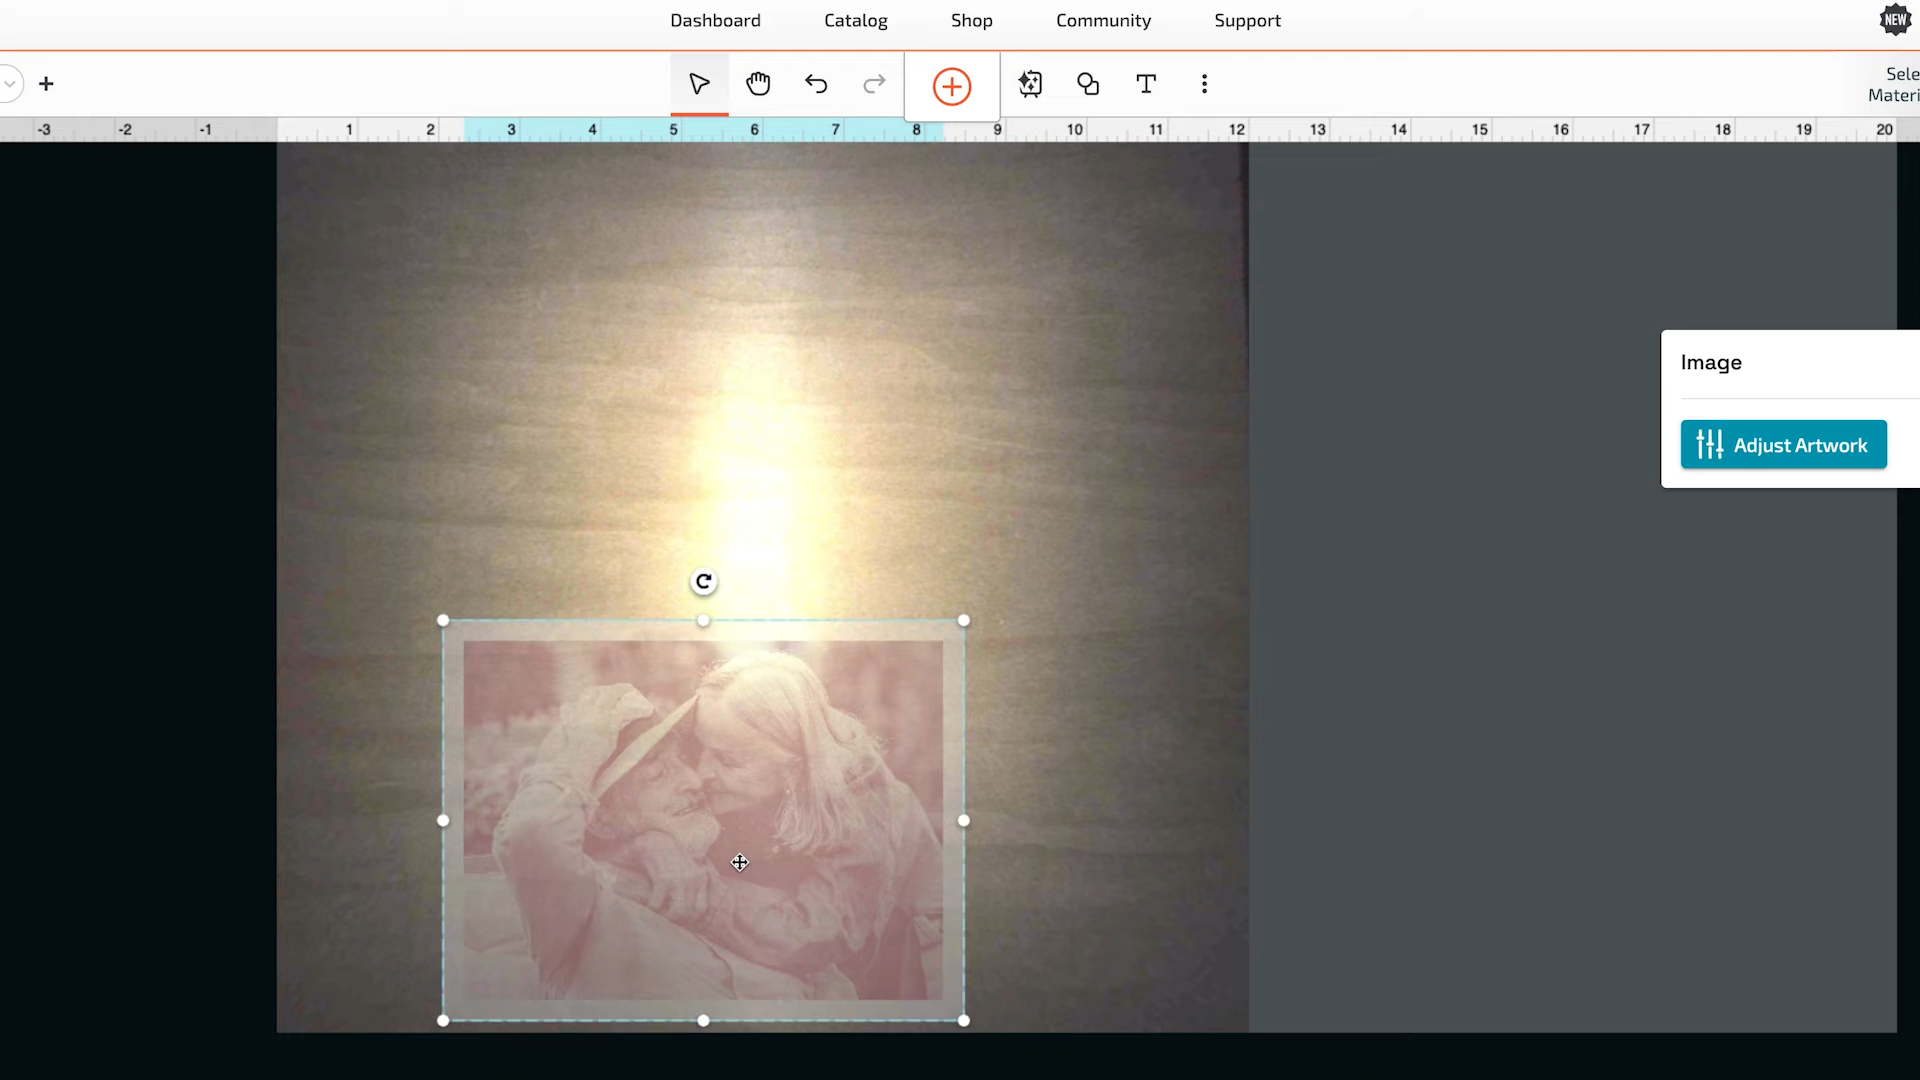 Dashboard Catalog Shop Community Support
NEW
Sele
Materi
-3 -2 -1 1 2 3 4 5 6 7 8 9 10 11 12 13 14 15 16 17 18 19 20
Image
Adjust Artwork